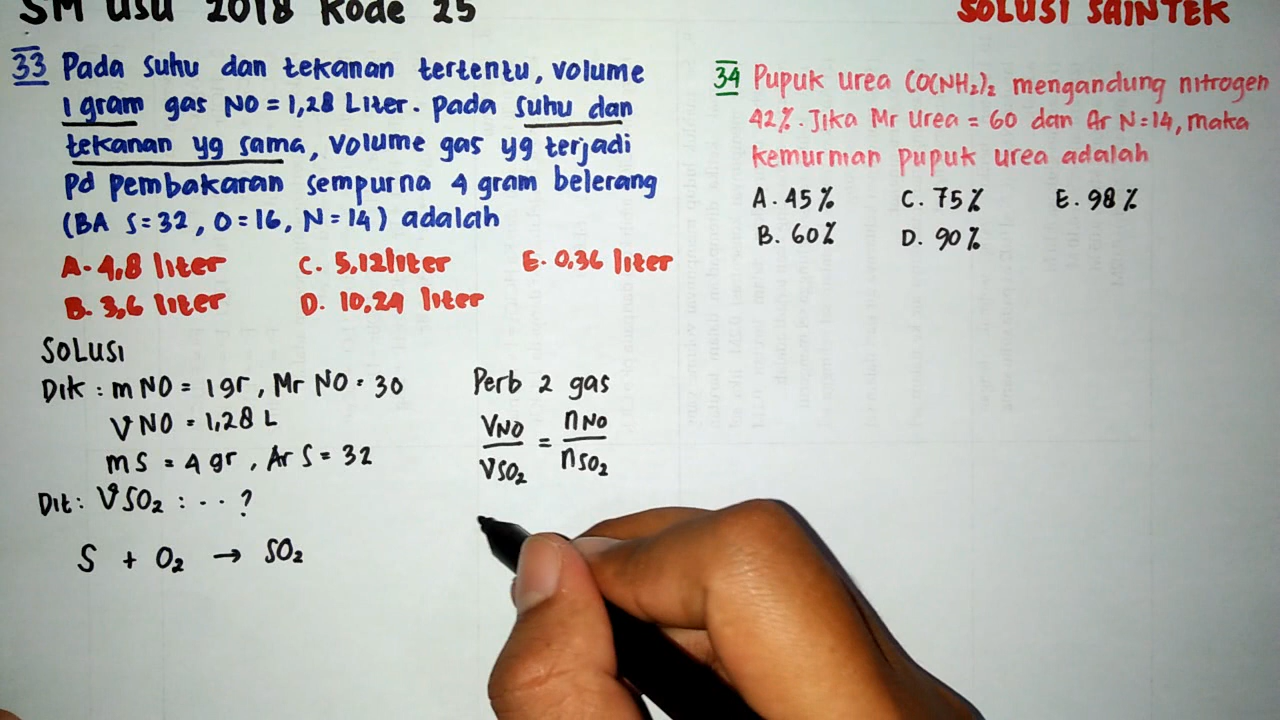 SM USU 2018 Kode 25
SOLUSI SAINTEK
33 Pada suhu dan tekanan tertentu, volume
1 gram gas NO = 1,28 Liter. Pada suhu dan
tekanan yg sama, volume gas yg terjadi
pd pembakaran sempurna 4 gram belerang
(BA S=32, O=16, N=14) adalah
A. 4,8 liter C. 5,12 liter E. 0,36 liter
B. 3,6 liter D. 10,24 liter
SOLUSI
Dik : m NO = 1 gr, Mr NO = 30
V NO = 1,28 L
m S = 4 gr, Ar S = 32
Dit : V SO₂ : . . . ?
S + O₂ → SO₂
Perb 2 gas
VNO / VSO₂ = nNO / nSO₂
34 Pupuk Urea CO(NH₂)₂ mengandung nitrogen
42%. Jika Mr Urea = 60 dan Ar N=14, maka
kemurnian pupuk urea adalah
A. 45% C. 75% E. 98%
B. 60% D. 90%